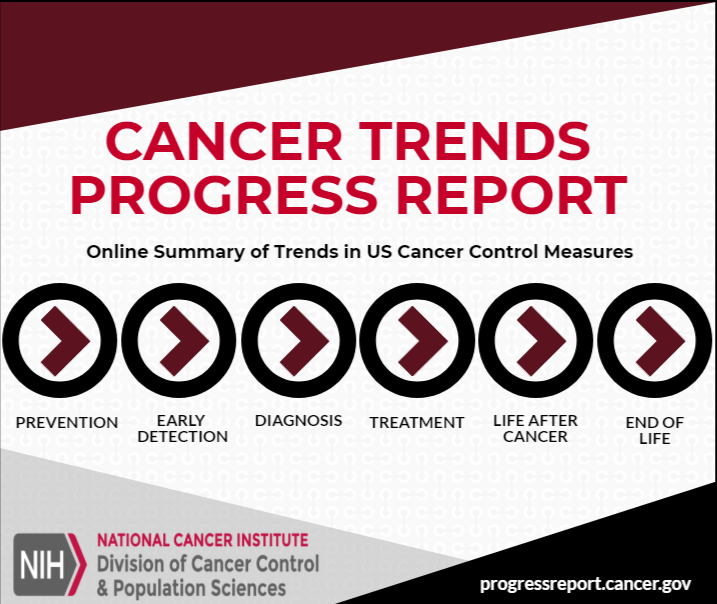 CANCER TRENDS
PROGRESS REPORT
Online Summary of Trends in US Cancer Control Measures
PREVENTION
EARLY
DETECTION
DIAGNOSIS
TREATMENT
LIFE AFTER
CANCER
END OF
LIFE
NIH
NATIONAL CANCER INSTITUTE
Division of Cancer Control
& Population Sciences
progressreport.cancer.gov